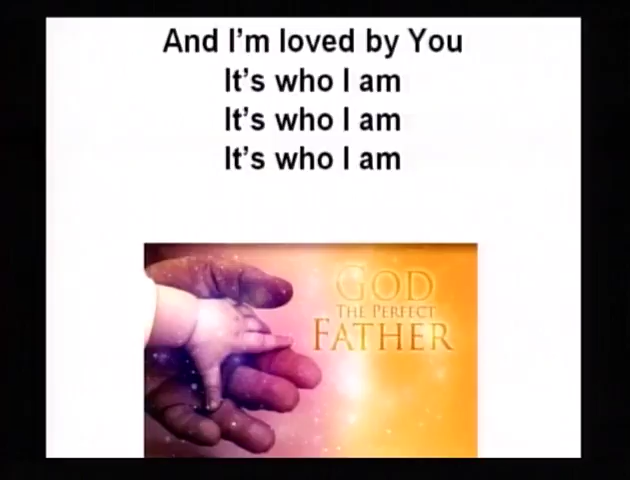 And I'm loved by You
It's who I am
It's who I am
It's who I am
GOD
THE PERFECT
FATHER